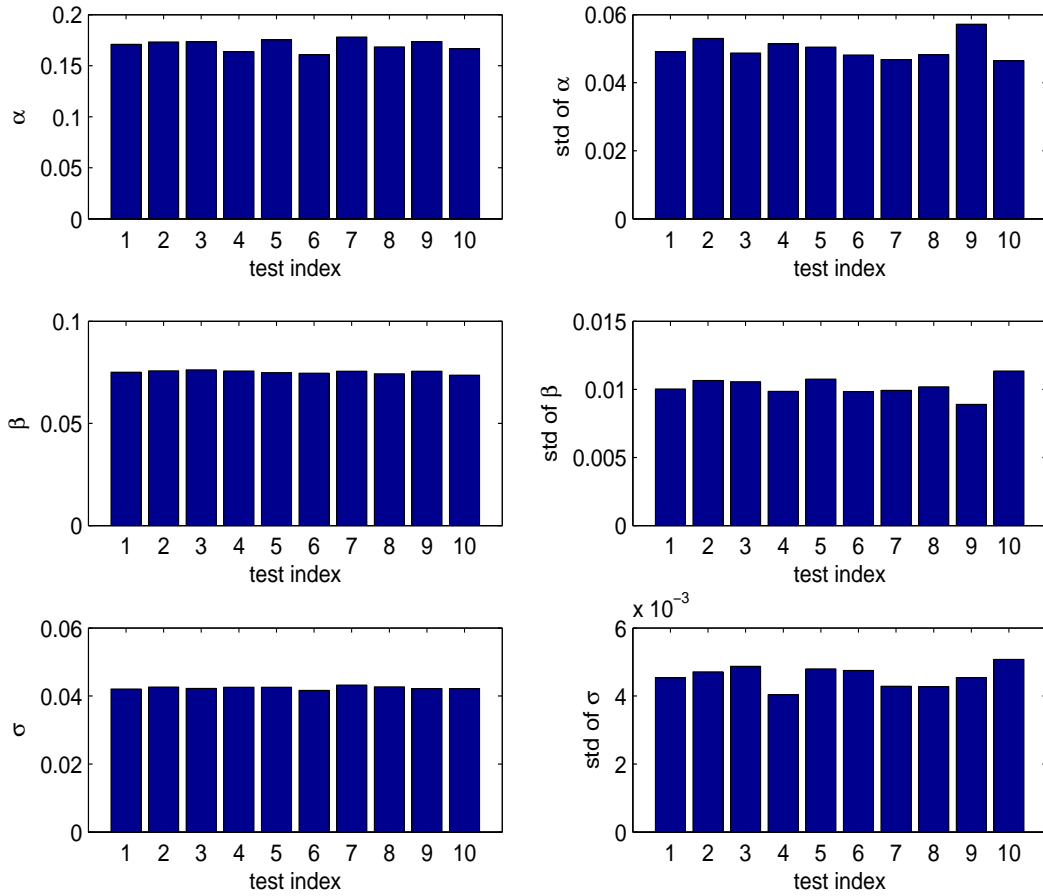 0.2
0.15
0.1
0.05
0
α
1 2 3 4 5 6 7 8 9 10
test index
0.06
0.04
0.02
0
std of α
1 2 3 4 5 6 7 8 9 10
test index
0.1
0.05
0
β
1 2 3 4 5 6 7 8 9 10
test index
0.015
0.01
0.005
0
std of β
1 2 3 4 5 6 7 8 9 10
test index
0.06
0.04
0.02
0
σ
1 2 3 4 5 6 7 8 9 10
test index
x 10⁻³
6
4
2
0
std of σ
1 2 3 4 5 6 7 8 9 10
test index